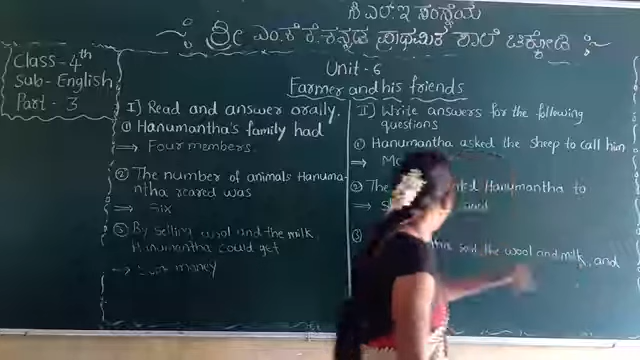 ಸಿ ಎಲ್ ಇ ಸಂಸ್ಥೆಯ
ಶ್ರೀ ಎಂ.ಕೆ ಕೆ.ಕನ್ನಡ ಪ್ರಾಥಮಿಕ ಶಾಲೆ ಚಿಕ್ಕೋಡಿ
Class - 4th
Sub - English
Part - 3
Unit - 6
Farmer and his friends
I) Read and answer orally.
① Hanumantha's family had
⇒ Four members.
② The number of animals Hanuma-
ntha reared was
⇒ Six
③ By selling wool and the milk
Hanumantha could get
→ money
II) Write answers for the following
questions
① Hanumantha asked the sheep to call him
⇒
② The Hanumantha to
⇒ and
③
sold the wool and milk, and